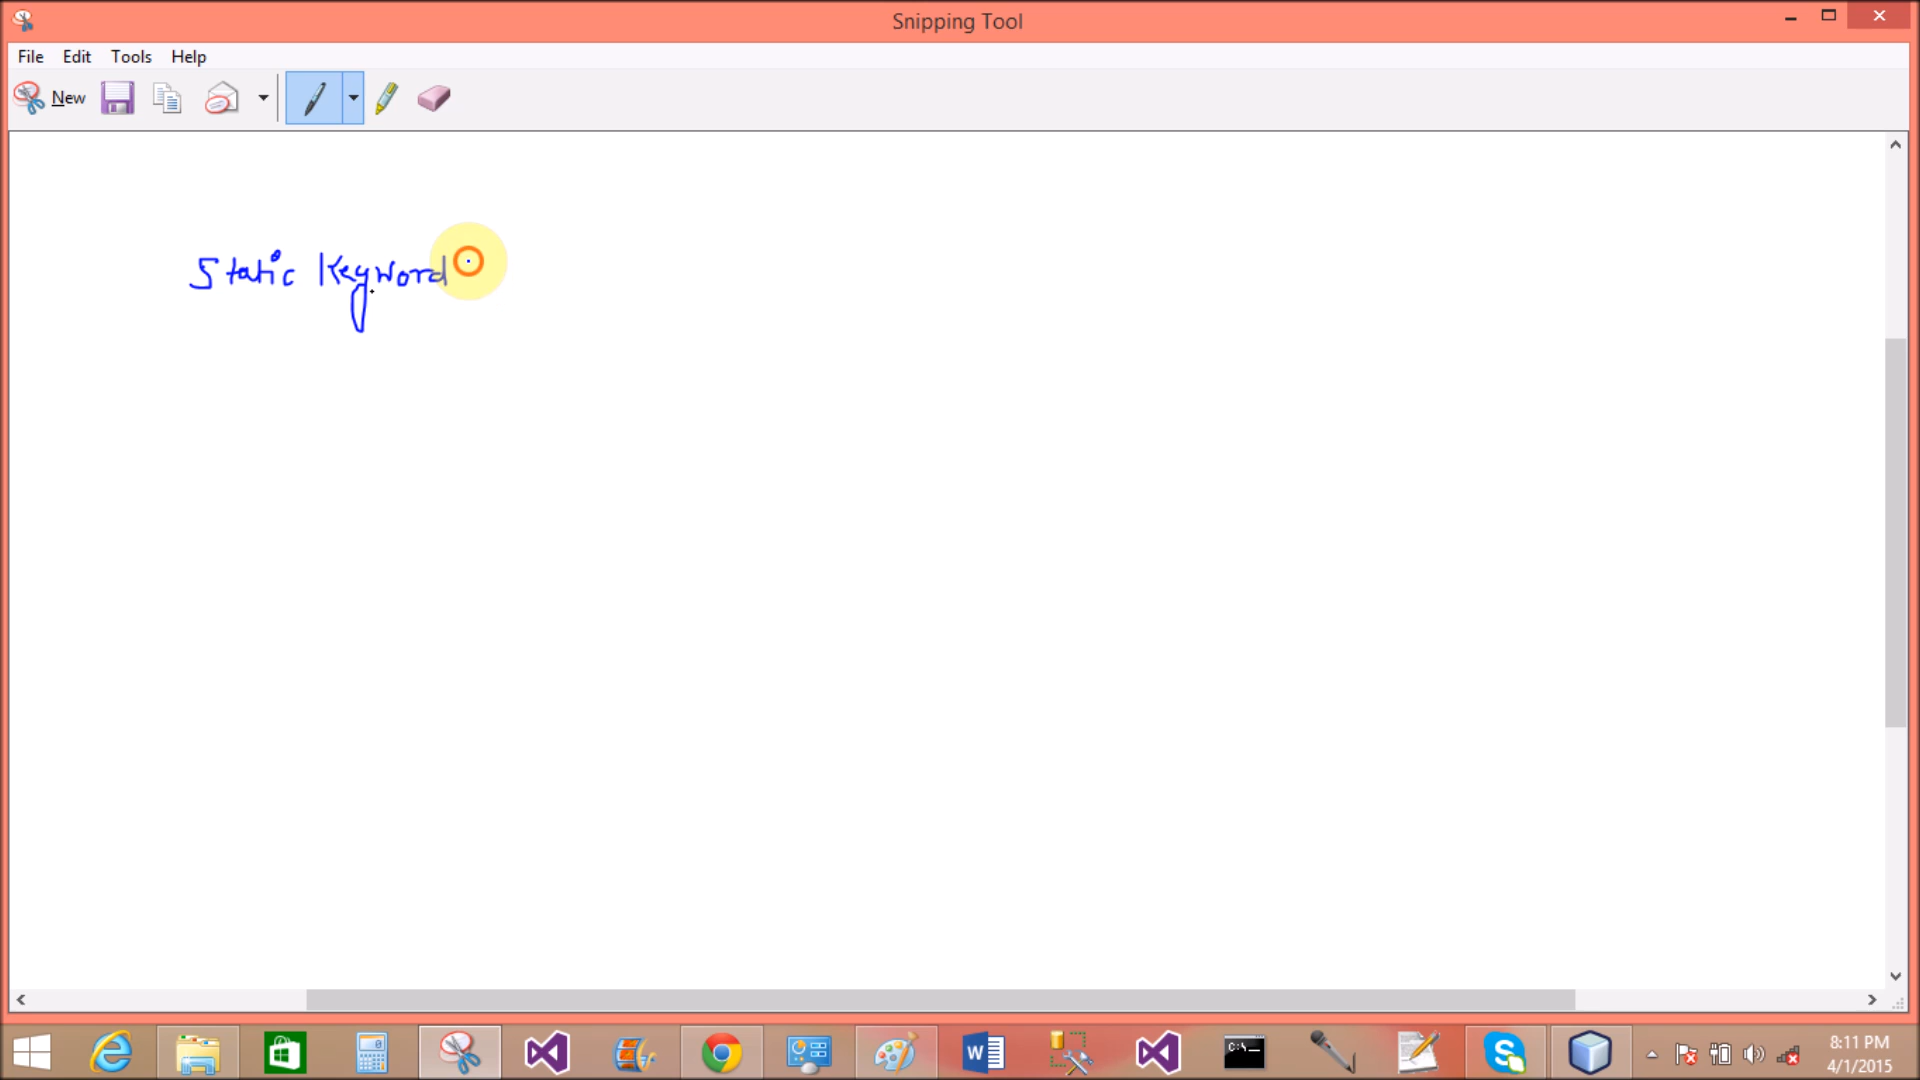 Snipping Tool
File Edit Tools Help
New
Static Keyword
C:\
8:11 PM
4/1/2015